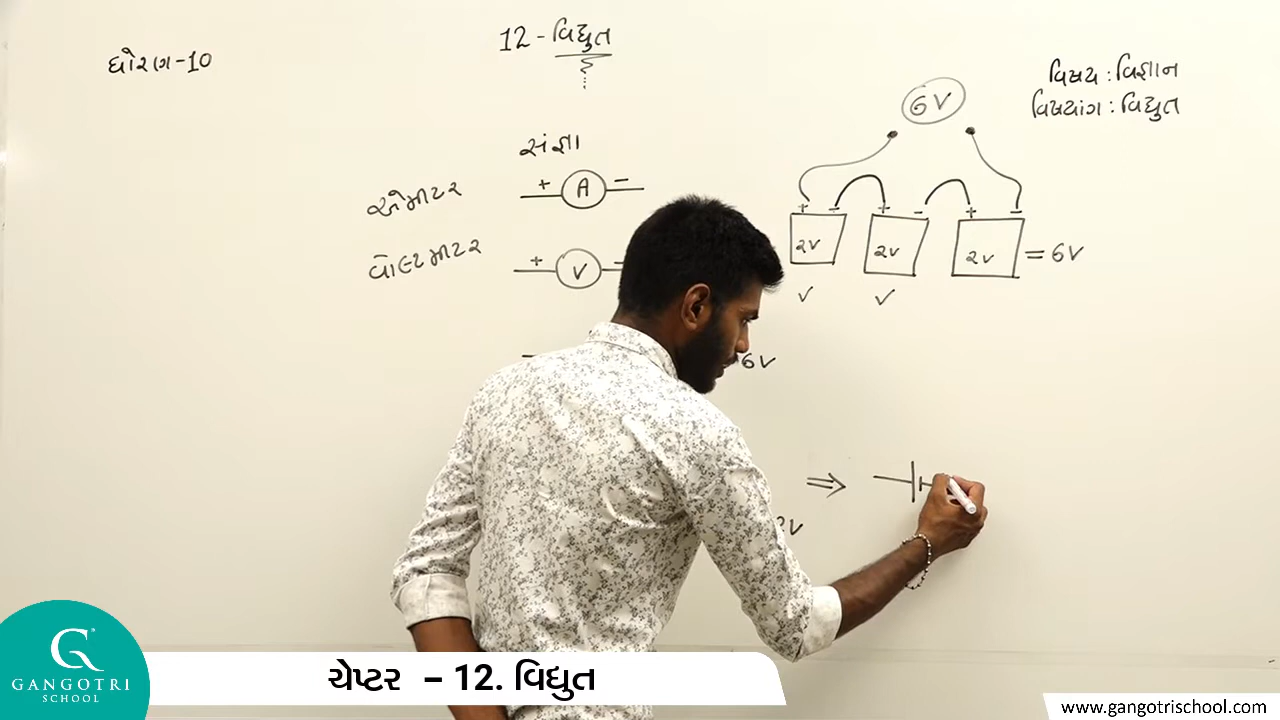 12 - વિદ્યુત
ધોરણ - 10
વિષય : વિજ્ઞાન
વિષયાંગ : વિદ્યુત
6V
સંજ્ઞા
એમીટર
+ A -
વોલ્ટમીટર
+ V
+ - + - + -
2V 2V 2V = 6V
✓ ✓
6V
2V
⇒
GANGOTRI
SCHOOL
ચેપ્ટર – 12. વિદ્યુત
www.gangotrischool.com